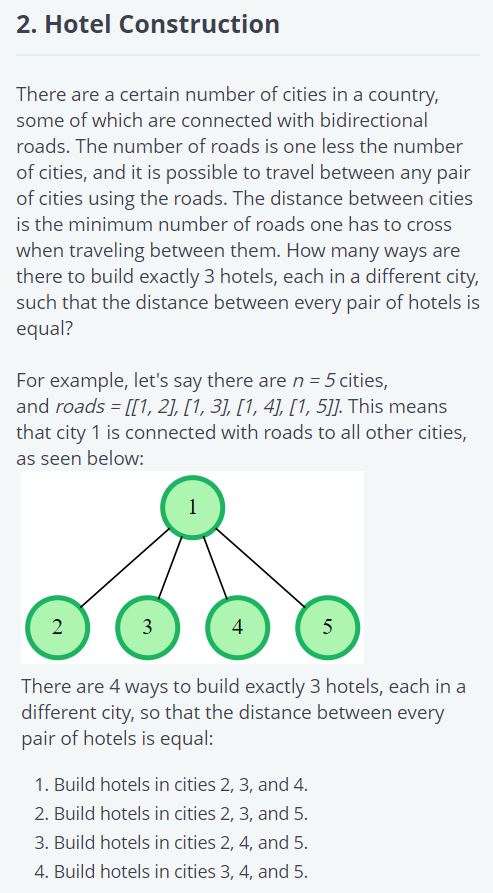 2. Hotel Construction
There are a certain number of cities in a country,
some of which are connected with bidirectional
roads. The number of roads is one less the number
of cities, and it is possible to travel between any pair
of cities using the roads. The distance between cities
is the minimum number of roads one has to cross
when traveling between them. How many ways are
there to build exactly 3 hotels, each in a different city,
such that the distance between every pair of hotels is
equal?
For example, let's say there are n = 5 cities,
and roads = [[1, 2], [1, 3], [1, 4], [1, 5]]. This means
that city 1 is connected with roads to all other cities,
as seen below:
1
2 3 4 5
There are 4 ways to build exactly 3 hotels, each in a
different city, so that the distance between every
pair of hotels is equal:
1. Build hotels in cities 2, 3, and 4.
2. Build hotels in cities 2, 3, and 5.
3. Build hotels in cities 2, 4, and 5.
4. Build hotels in cities 3, 4, and 5.